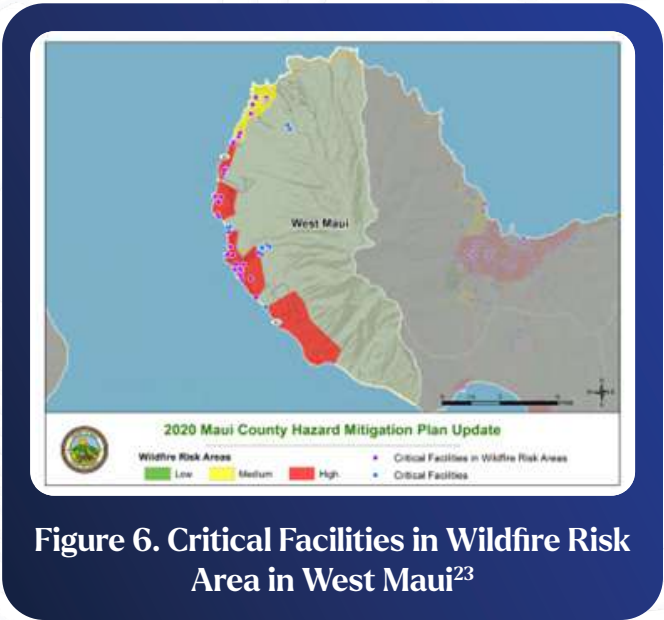 West Maui
2020 Maui County Hazard Mitigation Plan Update
Wildfire Risk Areas
Low
Medium
High
Critical Facilities in Wildfire Risk Areas
Critical Facilities
Figure 6. Critical Facilities in Wildfire Risk
Area in West Maui²³